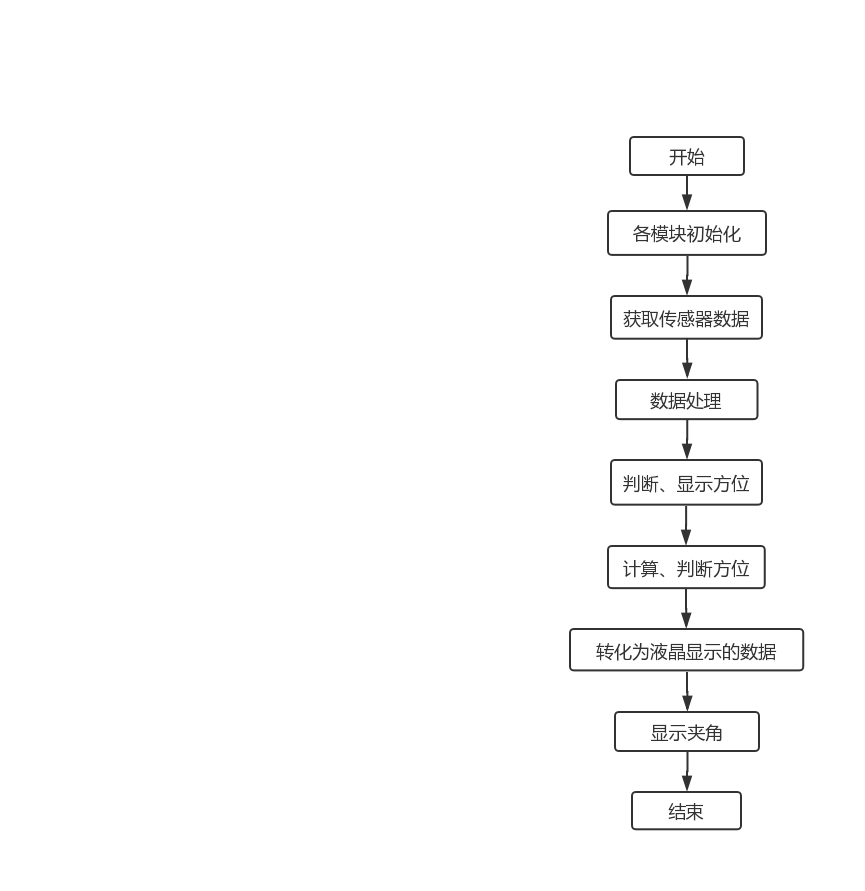 开始
各模块初始化
获取传感器数据
数据处理
判断、显示方位
计算、判断方位
转化为液晶显示的数据
显示夹角
结束